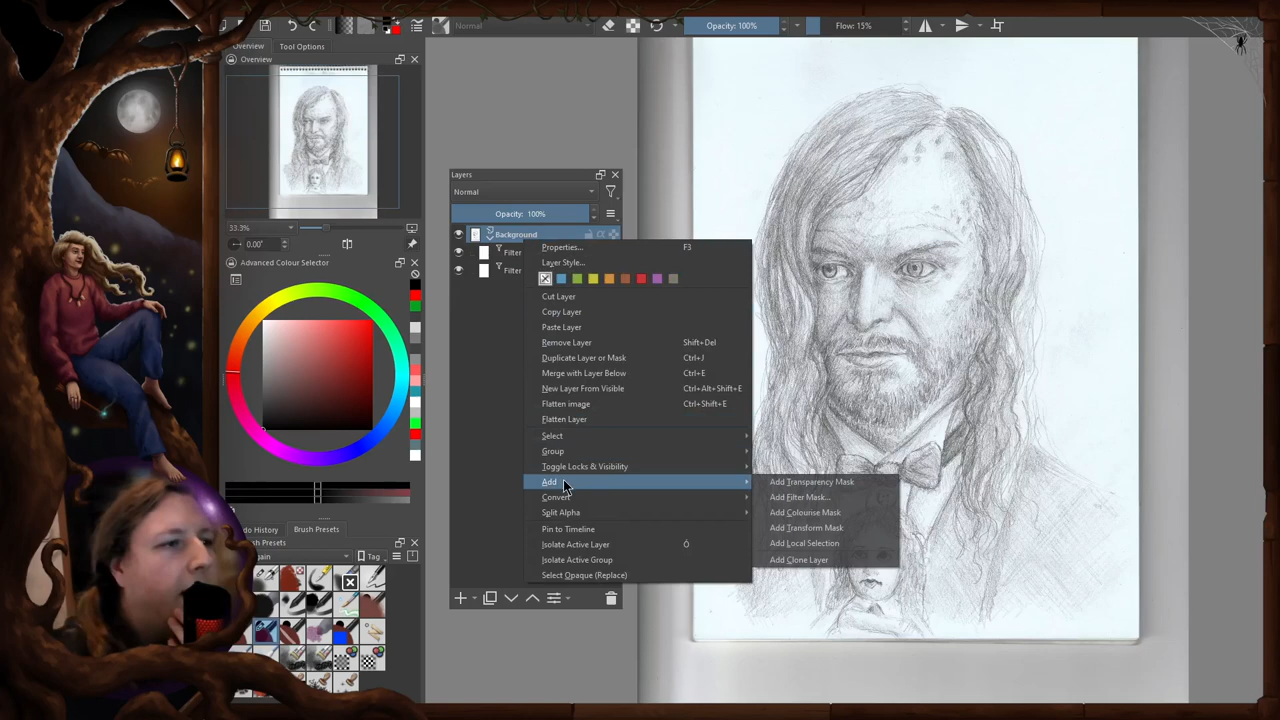 Normal
Opacity: 100%
Flow: 15%
Overview
Tool Options
Overview
33.3%
0.00°
Advanced Colour Selector
do History
Brush Presets
sh Presets
Tag
Layers
Normal
Opacity: 100%
Background
Filter
Filter
Properties... F3
Layer Style...
Cut Layer
Copy Layer
Paste Layer
Remove Layer Shift+Del
Duplicate Layer or Mask Ctrl+J
Merge with Layer Below Ctrl+E
New Layer From Visible Ctrl+Alt+Shift+E
Flatten image Ctrl+Shift+E
Flatten Layer
Select
Group
Toggle Locks & Visibility
Add
Convert
Split Alpha
Pin to Timeline
Isolate Active Layer Ó
Isolate Active Group
Select Opaque (Replace)
Add Transparency Mask
Add Filter Mask...
Add Colourise Mask
Add Transform Mask
Add Local Selection
Add Clone Layer